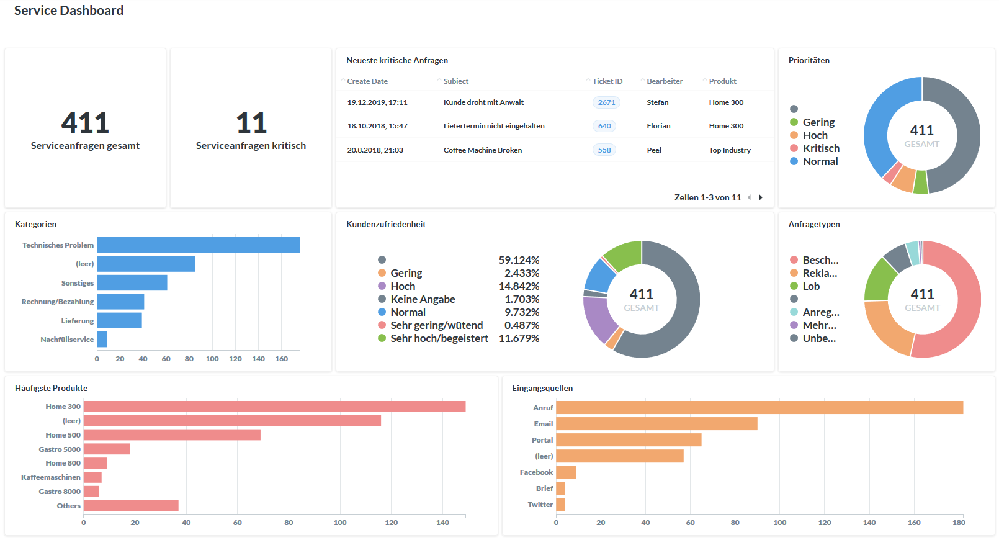 Service Dashboard
411
Serviceanfragen gesamt
11
Serviceanfragen kritisch
Neueste kritische Anfragen
Create Date Subject Ticket ID Bearbeiter Produkt
19.12.2019, 17:11 Kunde droht mit Anwalt 2671 Stefan Home 300
18.10.2018, 15:47 Liefertermin nicht eingehalten 640 Florian Home 300
20.8.2018, 21:03 Coffee Machine Broken 558 Peel Top Industry
Zeilen 1-3 von 11
Prioritäten
Gering
Hoch
Kritisch
Normal
411
GESAMT
Kategorien
Technisches Problem
(leer)
Sonstiges
Rechnung/Bezahlung
Lieferung
Nachfüllservice
0 20 40 60 80 100 120 140 160
Kundenzufriedenheit
59.124%
Gering 2.433%
Hoch 14.842%
Keine Angabe 1.703%
Normal 9.732%
Sehr gering/wütend 0.487%
Sehr hoch/begeistert 11.679%
411
GESAMT
Anfragetypen
Besch...
Rekla...
Lob
Anreg...
Mehr...
Unbe...
411
GESAMT
Häufigste Produkte
Home 300
(leer)
Home 500
Gastro 5000
Home 800
Kaffeemaschinen
Gastro 8000
Others
0 20 40 60 80 100 120 140
Eingangsquellen
Anruf
Email
Portal
(leer)
Facebook
Brief
Twitter
0 20 40 60 80 100 120 140 160 180